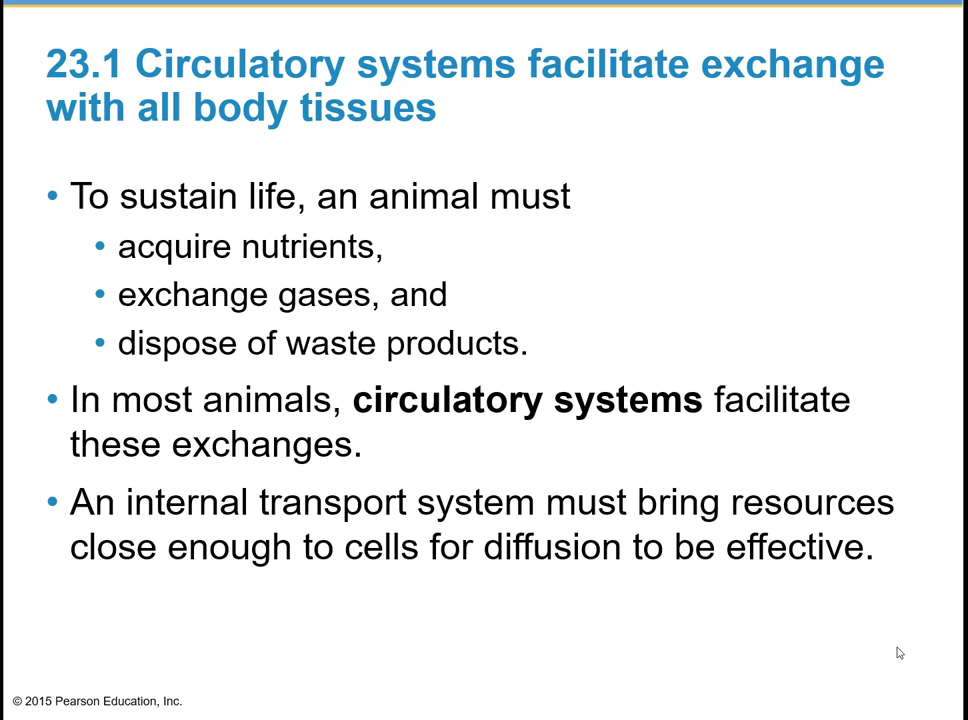 23.1 Circulatory systems facilitate exchange
with all body tissues
• To sustain life, an animal must
• acquire nutrients,
• exchange gases, and
• dispose of waste products.
• In most animals, circulatory systems facilitate
these exchanges.
• An internal transport system must bring resources
close enough to cells for diffusion to be effective.
© 2015 Pearson Education, Inc.